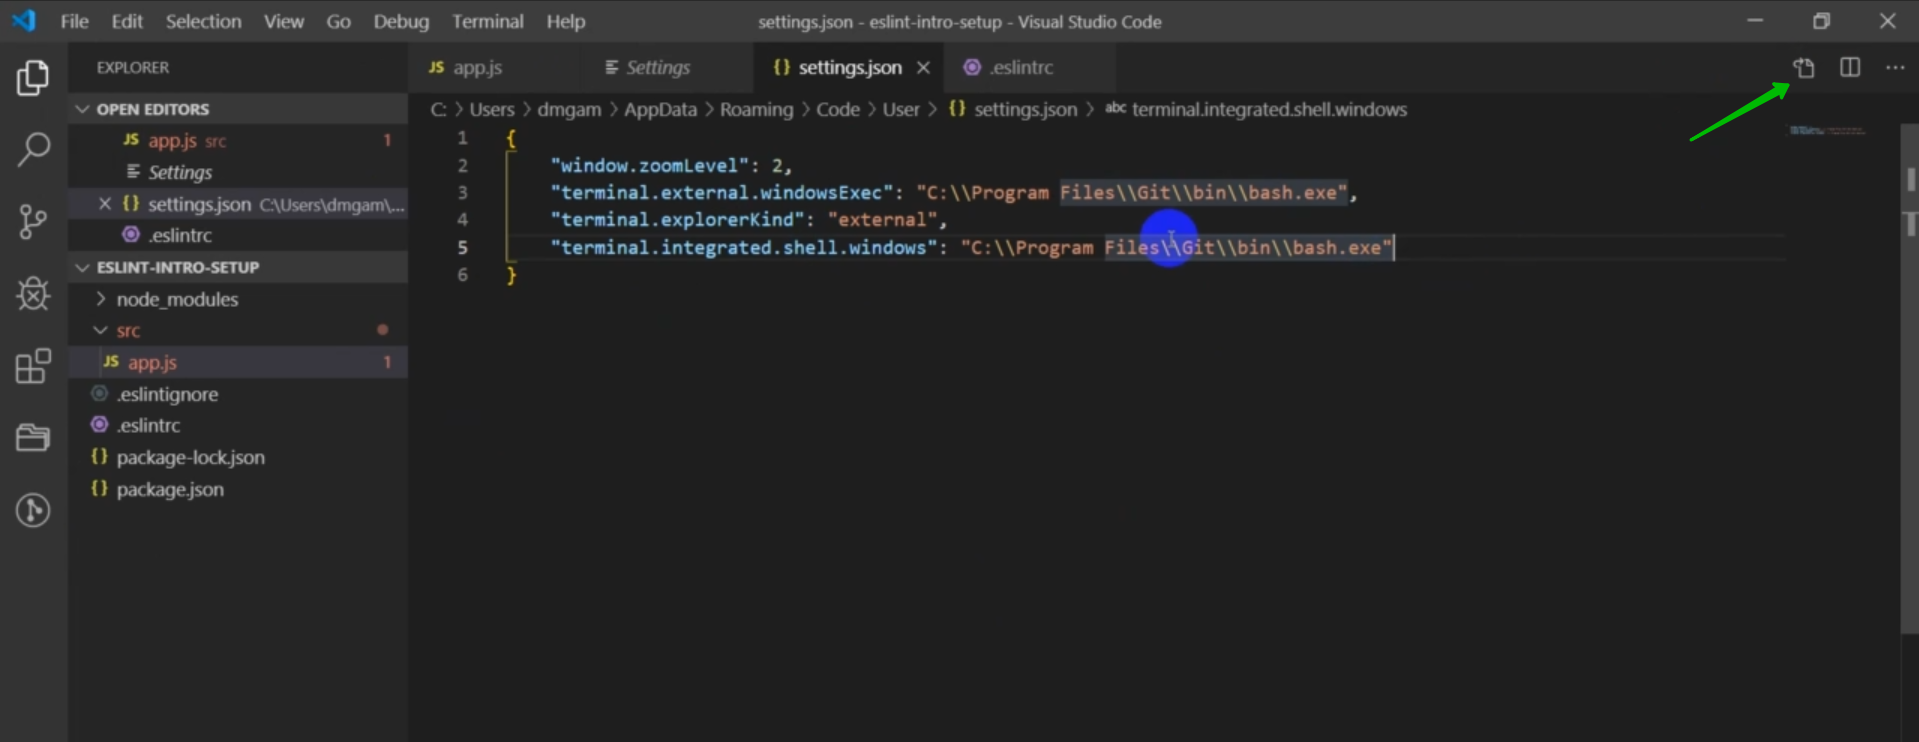 File Edit Selection View Go Debug Terminal Help
settings.json - eslint-intro-setup - Visual Studio Code
EXPLORER
OPEN EDITORS
JS app.js src 1
Settings
{} settings.json C:\Users\dmgam\...
.eslintrc
ESLINT-INTRO-SETUP
node_modules
src
JS app.js 1
.eslintignore
.eslintrc
{} package-lock.json
{} package.json
JS app.js Settings {} settings.json .eslintrc
C: > Users > dmgam > AppData > Roaming > Code > User > {} settings.json > abc terminal.integrated.shell.windows
1 {
2 "window.zoomLevel": 2,
3 "terminal.external.windowsExec": "C:\\Program Files\\Git\\bin\\bash.exe",
4 "terminal.explorerKind": "external",
5 "terminal.integrated.shell.windows": "C:\\Program Files\\Git\\bin\\bash.exe"
6 }